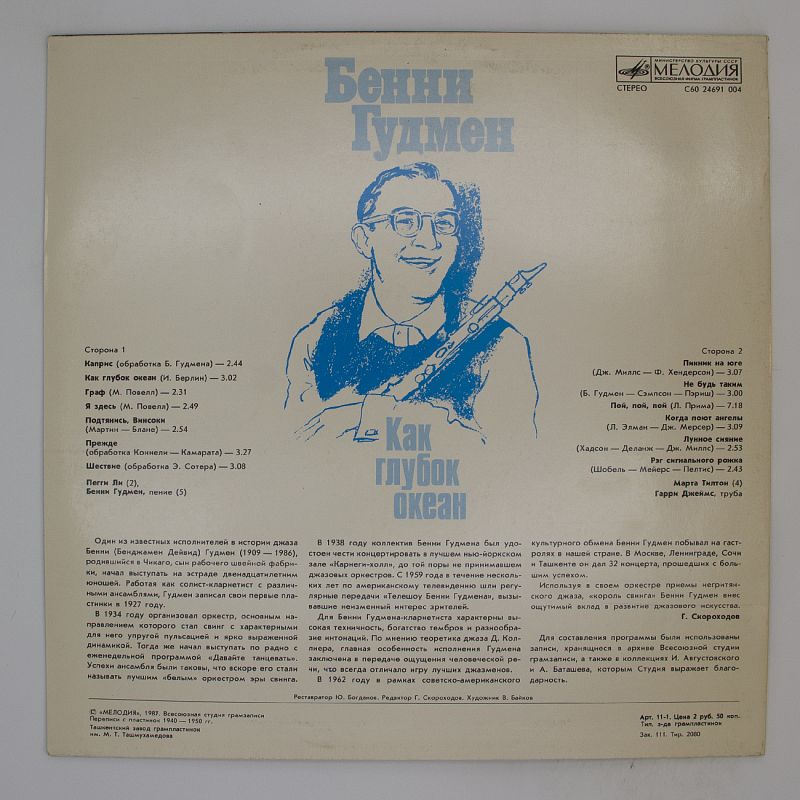 Бенни
Гудмен
МИНИСТЕРСТВО КУЛЬТУРЫ СССР
МЕЛОДИЯ
ВСЕСОЮЗНАЯ ФИРМА ГРАМПЛАСТИНОК
СТЕРЕО С60 24691 004
Сторона 1
Каприс (обработка Б. Гудмена) — 2.44
Как глубок океан (И. Берлин) — 3.02
Граф (М. Повелл) — 2.31
Я здесь (М. Повелл) — 2.49
Подтянись, Винсоки
(Мартин — Блане) — 2.54
Прежде
(обработка Коннели — Камарата) — 3.27
Шествие (обработка Э. Сотера) — 3.08
Пегги Ли (2),
Бенни Гудмен, пение (5)
Сторона 2
Пикник на юге
(Дж. Миллс — Ф. Хендерсон) — 3.07
Не будь таким
(Б. Гудмен — Сэмпсон — Пэриш) — 3.00
Пой, пой, пой (Л. Прима) — 7.18
Когда поют ангелы
(Л. Элман — Дж. Мерсер) — 3.09
Лунное сияние
(Хадсон — Деланж — Дж. Миллс) — 2.53
Рэг сигнального рожка
(Шобель — Мейерс — Пелтис) — 2.43
Марта Тилтон (4)
Гарри Джеймс, труба
Как
глубок
океан
Один из известных исполнителей в истории джаза
Бенни (Бенджамен Дейвид) Гудмен (1909 — 1986),
родившийся в Чикаго, сын рабочего швейной фабри-
ки, начал выступать на эстраде двенадцатилетним
юношей. Работая как солист-кларнетист с различ-
ными ансамблями, Гудмен записал свои первые пла-
стинки в 1927 году.
В 1934 году организовал оркестр, основным на-
правлением которого стал свинг с характерными
для него упругой пульсацией и ярко выраженной
динамикой. Тогда же начал выступать по радио с
еженедельной программой «Давайте танцевать».
Успехи ансамбля были таковы, что вскоре его стали
называть лучшим «белым» оркестром эры свинга.
В 1938 году коллектив Бенни Гудмена был удо-
стоен чести концертировать в лучшем нью-йоркском
зале «Карнеги-холл», до той поры не принимавшем
джазовых оркестров. С 1959 года в течение несколь-
ких лет по американскому телевидению шли регу-
лярные передачи «Телешоу Бенни Гудмена», вызы-
вавшие неизменный интерес зрителей.
Для Бенни Гудмена-кларнетиста характерны вы-
сокая техничность, богатство тембров и разнообра-
зие интонаций. По мнению теоретика джаза Д. Кол-
лиера, главная особенность исполнения Гудмена
заключена в передаче ощущения человеческой ре-
чи, что всегда отличало игру лучших джазменов.
В 1962 году в рамках советско-американского
культурного обмена Бенни Гудмен побывал на гаст-
ролях в нашей стране. В Москве, Ленинграде, Сочи
и Ташкенте он дал 32 концерта, прошедших с боль-
шим успехом.
Используя в своем оркестре приемы негритян-
ского джаза, «король свинга» Бенни Гудмен внес
ощутимый вклад в развитие джазового искусства.
Г. Скороходов
Для составления программы были использованы
записи, хранящиеся в архиве Всесоюзной студии
грамзаписи, а также в коллекциях И. Августовского
и А. Баташева, которым Студия выражает благо-
дарность.
Реставратор Ю. Богданов. Редактор Г. Скороходов. Художник В. Байков
Ⓟ «МЕЛОДИЯ», 1987. Всесоюзная студия грамзаписи
Переписи с пластинок 1940 — 1950 гг.
Ташкентский завод грампластинок
им. М. Т. Ташмухамедова
Арт. 11-1. Цена 2 руб. 50 коп.
Тип. з-да грампластинок
Зак. 111. Тир. 2080